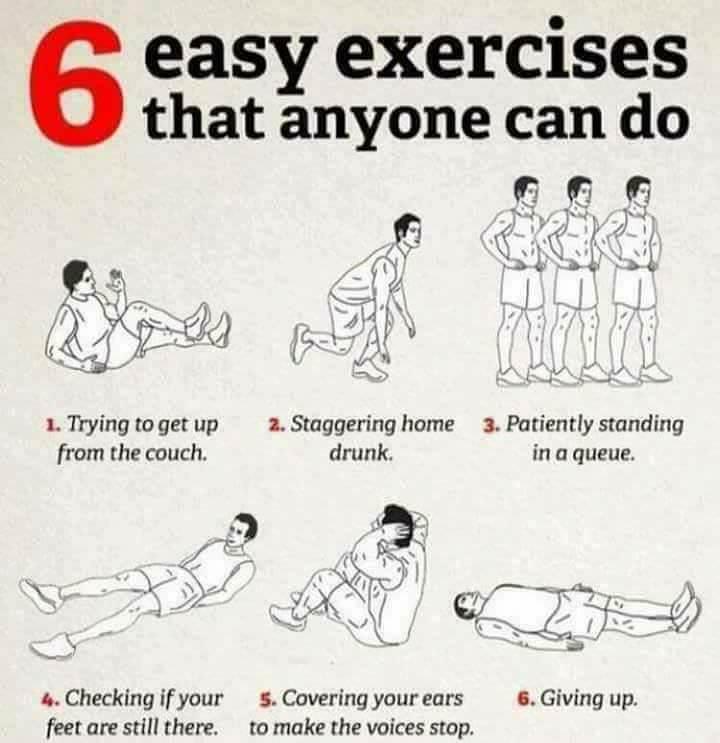 6 easy exercises
that anyone can do
1. Trying to get up
from the couch.
2. Staggering home
drunk.
3. Patiently standing
in a queue.
4. Checking if your
feet are still there.
5. Covering your ears
to make the voices stop.
6. Giving up.